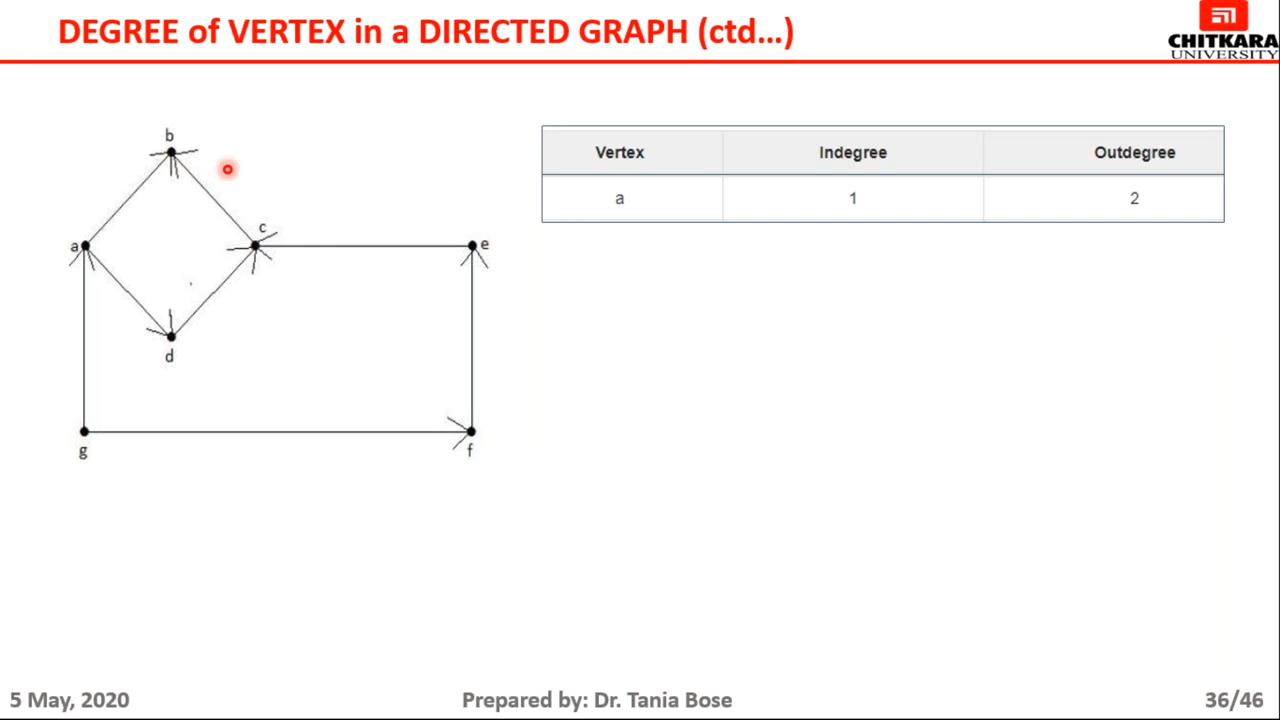 DEGREE of VERTEX in a DIRECTED GRAPH (ctd...)
CHITKARA
UNIVERSITY
b
a
c
e
d
g
f
Vertex Indegree Outdegree
a 1 2
5 May, 2020 Prepared by: Dr. Tania Bose 36/46